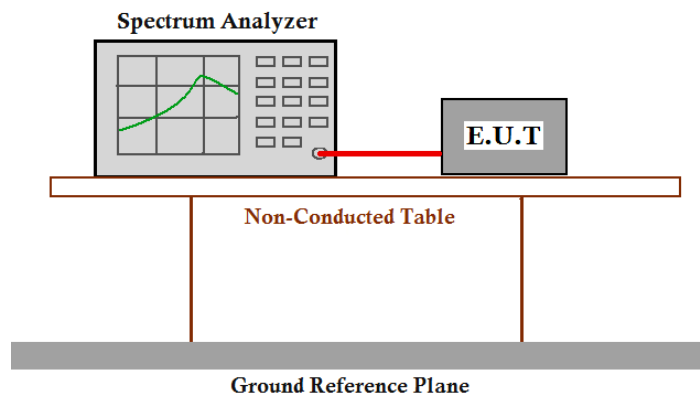 Spectrum Analyzer
E.U.T
Non-Conducted Table
Ground Reference Plane